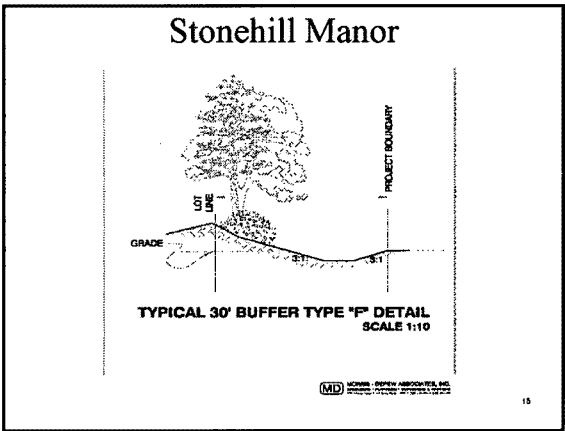 Stonehill Manor
PROJECT BOUNDARY
LOT
LINE
GRADE
3:1
3:1
TYPICAL 30' BUFFER TYPE "F" DETAIL
SCALE 1:10
MD MORRIS - DEPEW ASSOCIATES, INC.
15